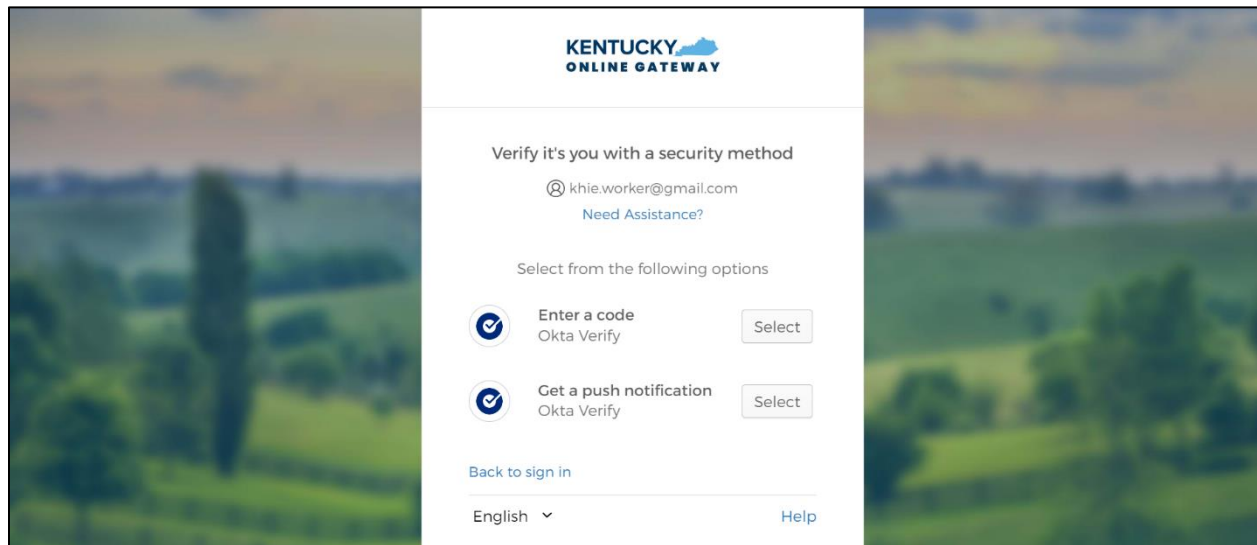 KENTUCKY
ONLINE GATEWAY
Verify it's you with a security method
khie.worker@gmail.com
Need Assistance?
Select from the following options
Enter a code
Okta Verify
Select
Get a push notification
Okta Verify
Select
Back to sign in
English
Help